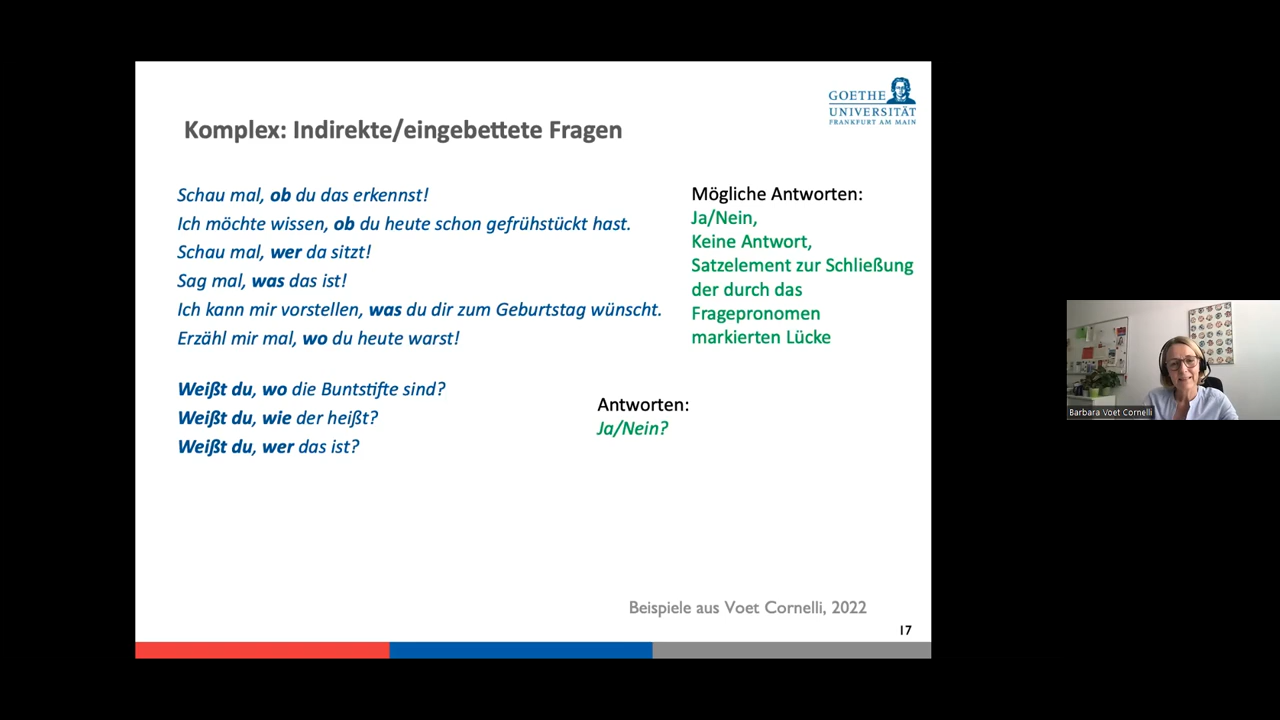 GOETHE
UNIVERSITÄT
FRANKFURT AM MAIN
Komplex: Indirekte/eingebettete Fragen
Schau mal, ob du das erkennst!
Ich möchte wissen, ob du heute schon gefrühstückt hast.
Schau mal, wer da sitzt!
Sag mal, was das ist!
Ich kann mir vorstellen, was du dir zum Geburtstag wünscht.
Erzähl mir mal, wo du heute warst!
Mögliche Antworten:
Ja/Nein,
Keine Antwort,
Satzelement zur Schließung
der durch das
Fragepronomen
markierten Lücke
Weißt du, wo die Buntstifte sind?
Weißt du, wie der heißt?
Weißt du, wer das ist?
Antworten:
Ja/Nein?
Beispiele aus Voet Cornelli, 2022
17
Barbara Voet Cornelli